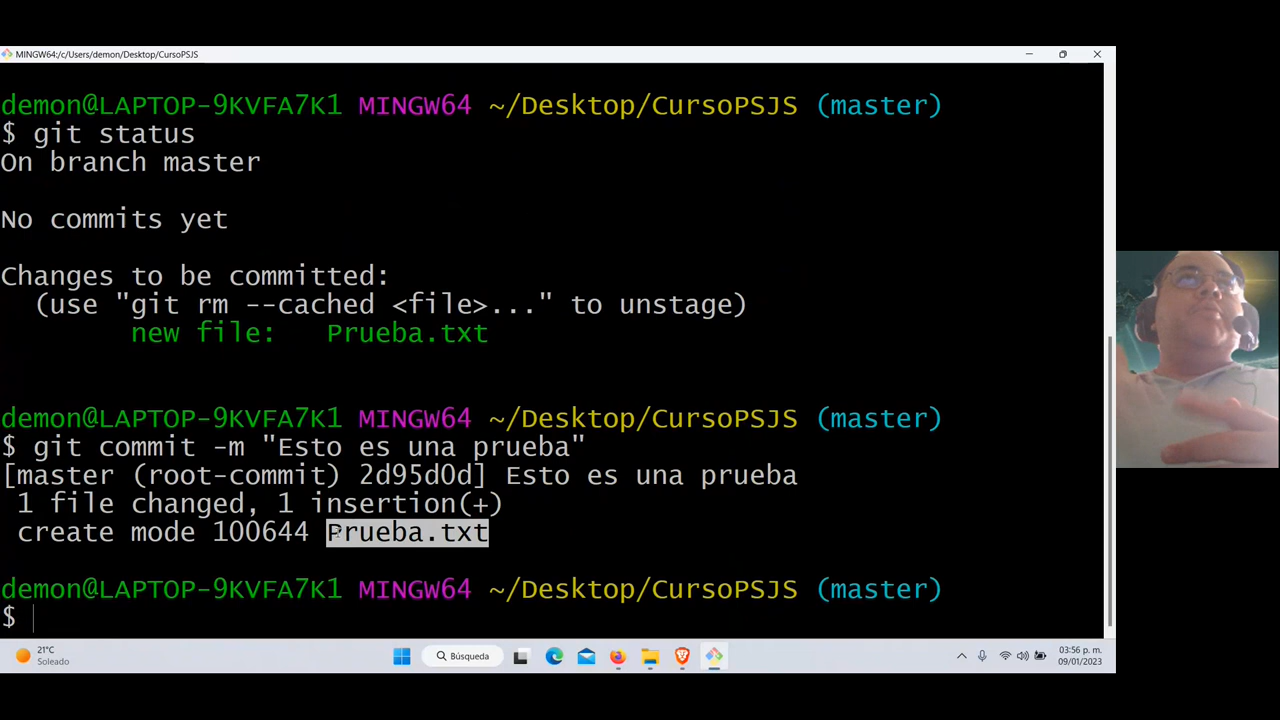 MINGW64:/c/Users/demon/Desktop/CursoPSJS
demon@LAPTOP-9KVFA7K1 MINGW64 ~/Desktop/CursoPSJS (master)
$ git status
On branch master
No commits yet
Changes to be committed:
(use "git rm --cached <file>..." to unstage)
new file: Prueba.txt
demon@LAPTOP-9KVFA7K1 MINGW64 ~/Desktop/CursoPSJS (master)
$ git commit -m "Esto es una prueba"
[master (root-commit) 2d95d0d] Esto es una prueba
1 file changed, 1 insertion(+)
create mode 100644 Prueba.txt
demon@LAPTOP-9KVFA7K1 MINGW64 ~/Desktop/CursoPSJS (master)
$
21°C
Soleado
Búsqueda
03:56 p. m.
09/01/2023